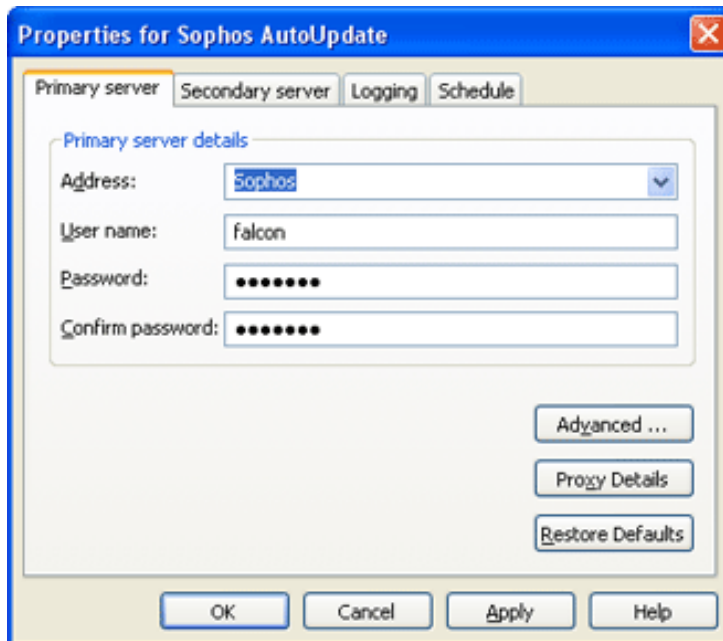 Properties for Sophos AutoUpdate
Primary server Secondary server Logging Schedule
Primary server details
Address: Sophos
User name: falcon
Password: •••••••
Confirm password: •••••••
Advanced ...
Proxy Details
Restore Defaults
OK Cancel Apply Help